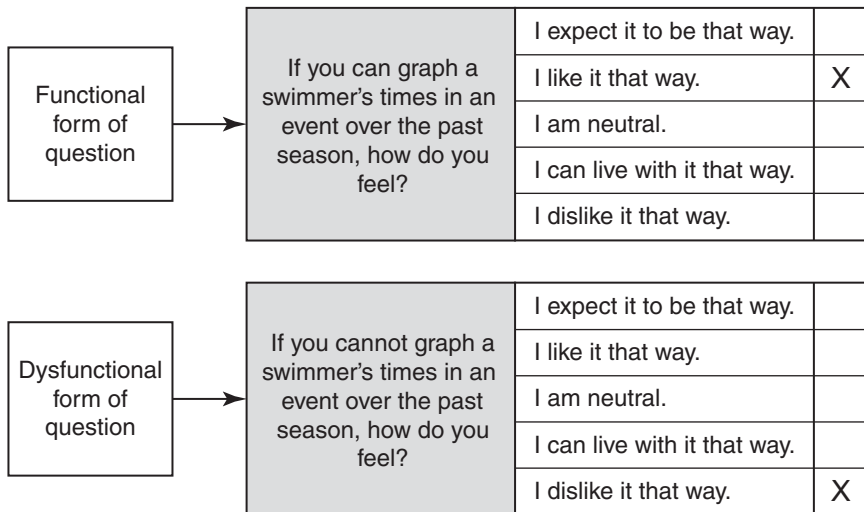 Functional
form of
question
If you can graph a
swimmer's times in an
event over the past
season, how do you
feel?
I expect it to be that way.
I like it that way. X
I am neutral.
I can live with it that way.
I dislike it that way.
Dysfunctional
form of
question
If you cannot graph a
swimmer's times in an
event over the past
season, how do you
feel?
I expect it to be that way.
I like it that way.
I am neutral.
I can live with it that way.
I dislike it that way. X